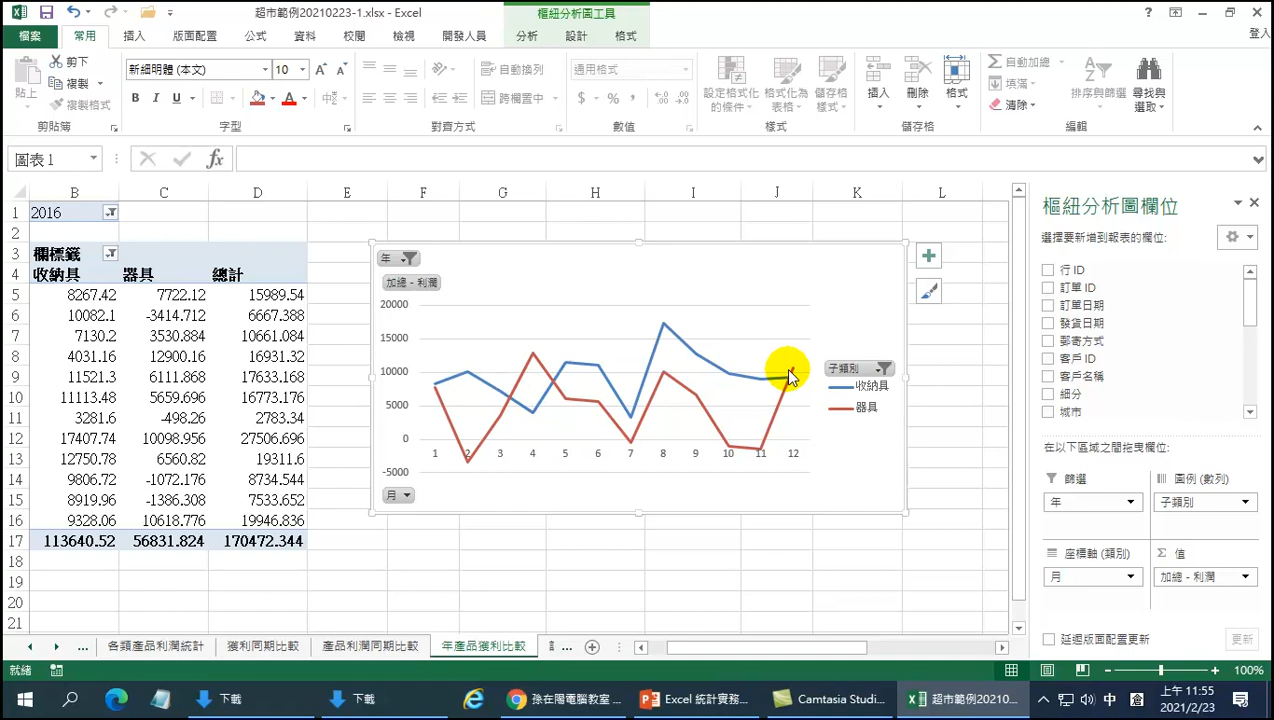 超市範例20210223-1.xlsx - Excel
樞紐分析圖工具
檔案 常用 插入 版面配置 公式 資料 校閱 檢視 開發人員 分析 設計 格式 登入
貼上 剪下 複製 複製格式 剪貼簿
新細明體 (本文) 10 B I U A 中 字型
自動換列 跨欄置中 對齊方式
通用格式 $ % , 數值
設定格式化的條件 格式化為表格 儲存格樣式 樣式
插入 刪除 格式 儲存格
自動加總 填滿 清除 排序與篩選 尋找與選取 編輯
圖表 1 fx
B C D E F G H I J K L
1 2016
2
3 欄標籤
4 收納具 器具 總計
5 8267.42 7722.12 15989.54
6 10082.1 -3414.712 6667.388
7 7130.2 3530.884 10661.084
8 4031.16 12900.16 16931.32
9 11521.3 6111.868 17633.168
10 11113.48 5659.696 16773.176
11 3281.6 -498.26 2783.34
12 17407.74 10098.956 27506.696
13 12750.78 6560.82 19311.6
14 9806.72 -1072.176 8734.544
15 8919.96 -1386.308 7533.652
16 9328.06 10618.776 19946.836
17 113640.52 56831.824 170472.344
18
19
20
21
年
加總 - 利潤
20000
15000
10000
5000
0
-5000
1 2 3 4 5 6 7 8 9 10 11 12
月
子類別
收納具
器具
樞紐分析圖欄位
選擇要新增到報表的欄位:
行 ID
訂單 ID
訂單日期
發貨日期
郵寄方式
客戶 ID
客戶名稱
細分
城市
在以下區域之間拖曳欄位:
篩選 圖例 (數列)
年 子類別
座標軸 (類別) Σ 值
月 加總 - 利潤
延遲版面配置更新 更新
... 各類產品利潤統計 獲利同期比較 產品利潤同期比較 年產品獲利比較 ...
就緒 100%
下載 下載 孫在陽電腦教室 ... Excel 統計實務... Camtasia Studi... 超市範例20210... 中 上午 11:55
2021/2/23